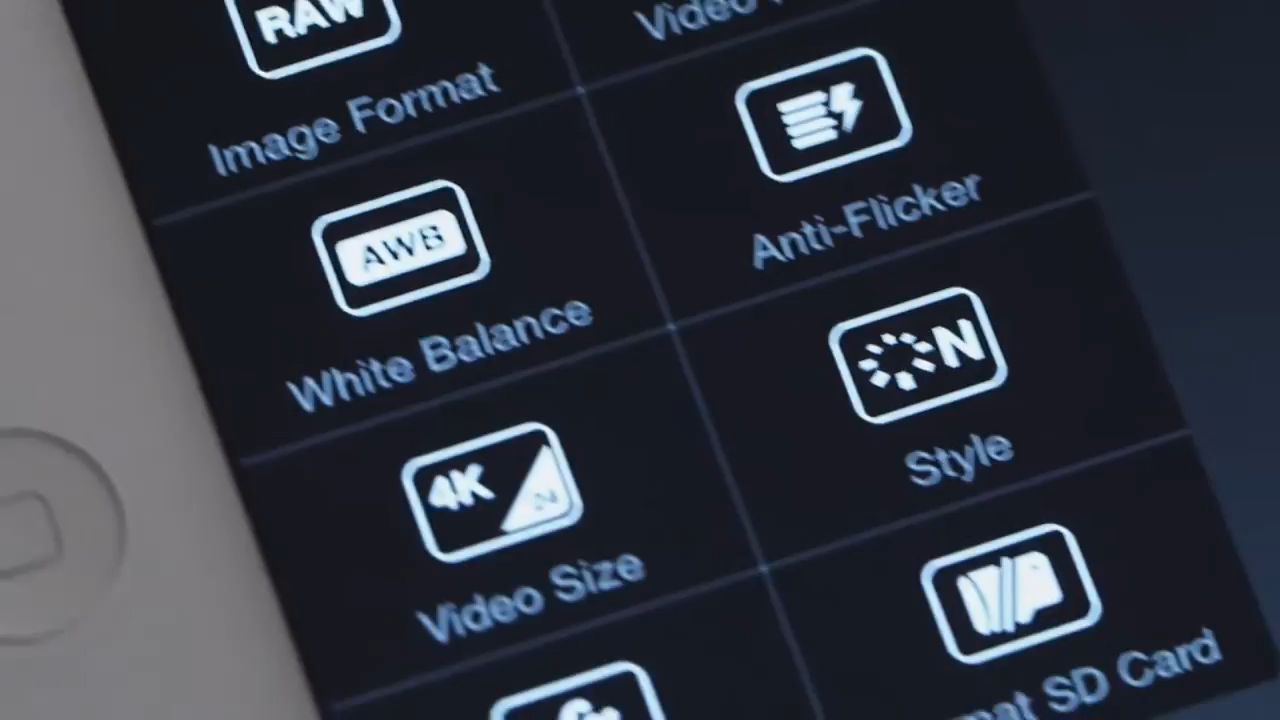 RAW
Image Format
Video
Anti-Flicker
AWB
White Balance
N
Style
4K
N
Video Size
SD Card